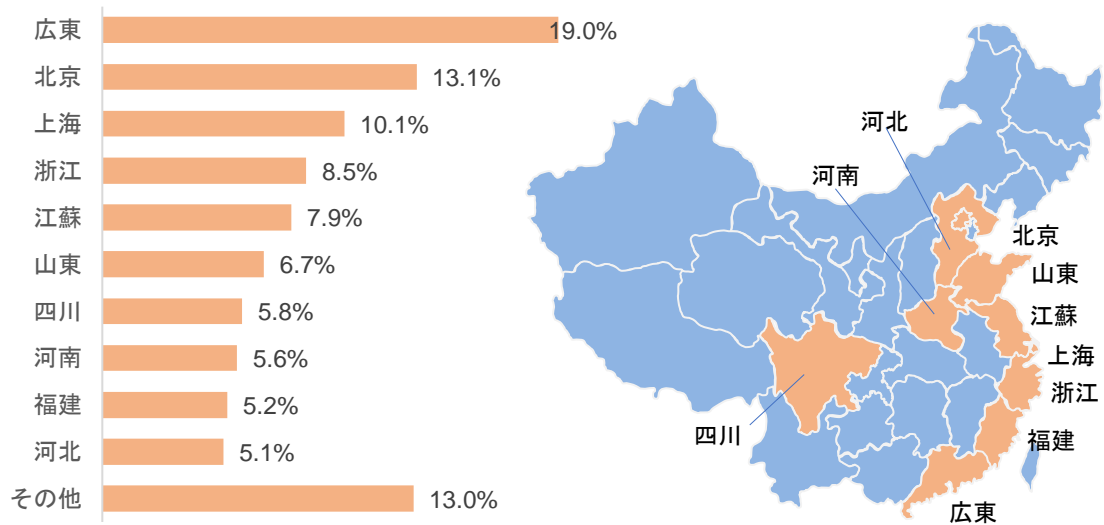 広東 19.0%
北京 13.1%
上海 10.1%
浙江 8.5%
江蘇 7.9%
山東 6.7%
四川 5.8%
河南 5.6%
福建 5.2%
河北 5.1%
その他 13.0%
河北
河南
北京
山東
江蘇
上海
浙江
四川
福建
広東